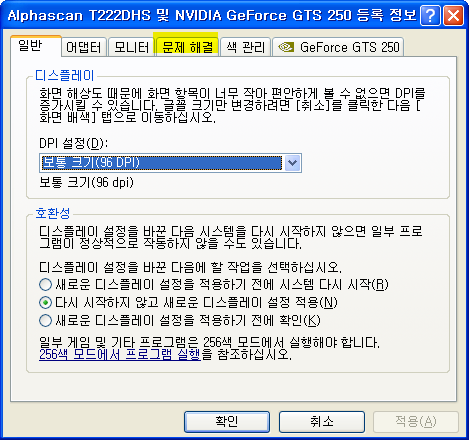 Alphascan T222DHS 및 NVIDIA GeForce GTS 250 등록 정보
일반 어댑터 모니터 문제 해결 색 관리 GeForce GTS 250
디스플레이
화면 해상도 때문에 화면 항목이 너무 작아 편안하게 볼 수 없으면 DPI를
증가시킬 수 있습니다. 글꼴 크기만 변경하려면 [취소]를 클릭한 다음 [
화면 배색] 탭으로 이동하십시오.
DPI 설정(D):
보통 크기(96 DPI)
보통 크기(96 dpi)
호환성
디스플레이 설정을 바꾼 다음 시스템을 다시 시작하지 않으면 일부 프로
그램이 정상적으로 작동하지 않을 수도 있습니다.
디스플레이 설정을 바꾼 다음에 할 작업을 선택하십시오.
새로운 디스플레이 설정을 적용하기 전에 시스템 다시 시작(R)
다시 시작하지 않고 새로운 디스플레이 설정 적용(N)
새로운 디스플레이 설정을 적용하기 전에 확인(K)
일부 게임 및 기타 프로그램은 256색 모드에서 실행해야 합니다.
256색 모드에서 프로그램 실행을 참조하십시오.
확인 취소 적용(A)